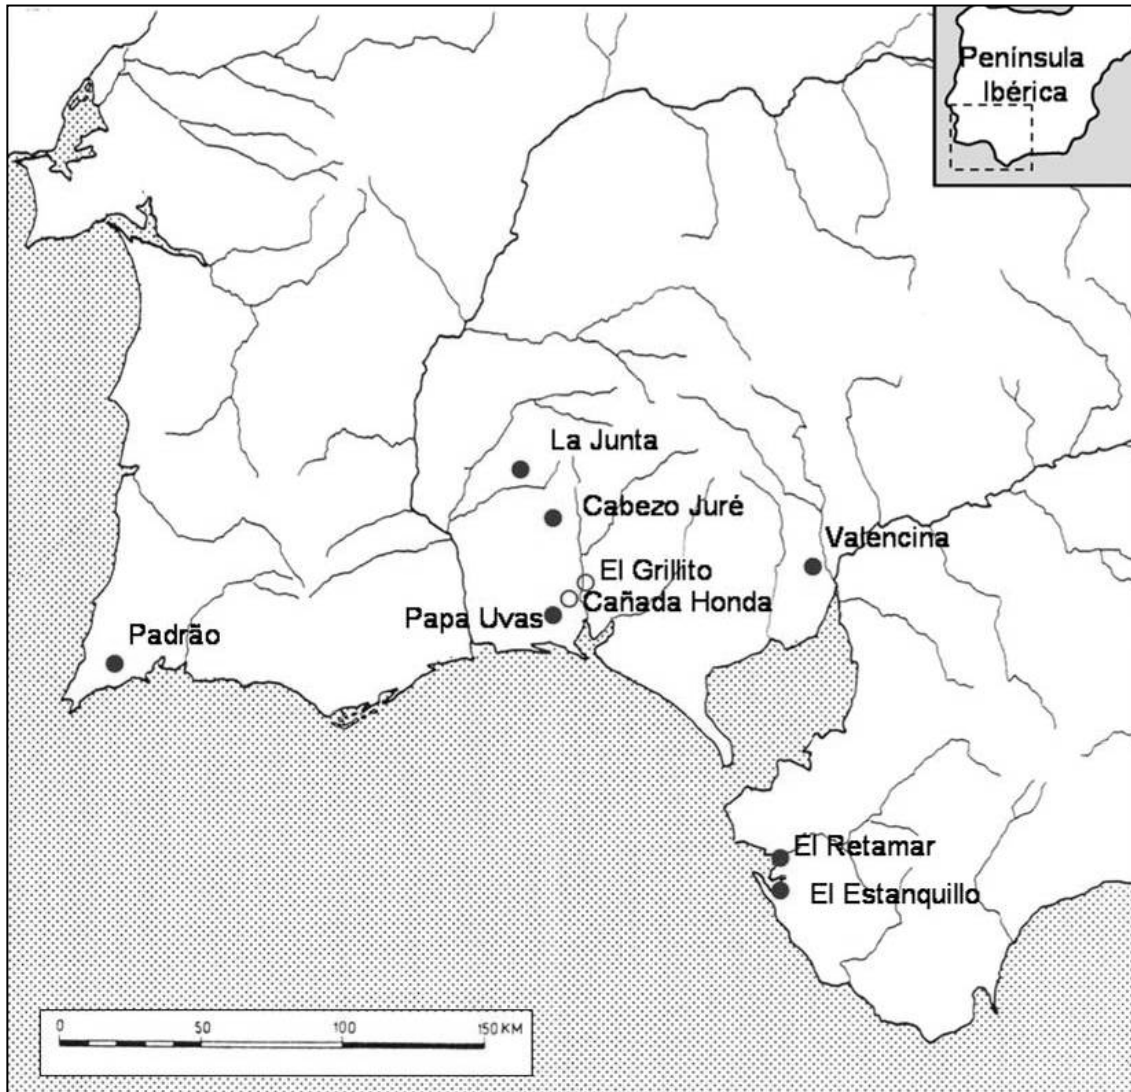 Península
Ibérica
La Junta
Cabezo Juré
Valencina
El Grillito
Cañada Honda
Papa Uvas
Padrão
El Retamar
El Estanquillo
0 50 100 150 KM